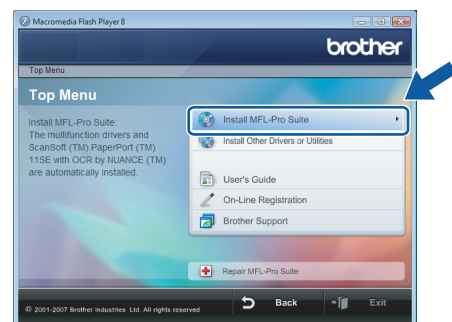 Macromedia Flash Player 8
brother
Top Menu
Top Menu
Install MFL-Pro Suite:
The multifunction drivers and
ScanSoft (TM) PaperPort (TM)
11SE with OCR by NUANCE (TM)
are automatically installed.
Install MFL-Pro Suite
Install Other Drivers or Utilities
User's Guide
On-Line Registration
Brother Support
Repair MFL-Pro Suite
© 2001-2007 Brother Industries Ltd. All rights reserved
Back
Exit